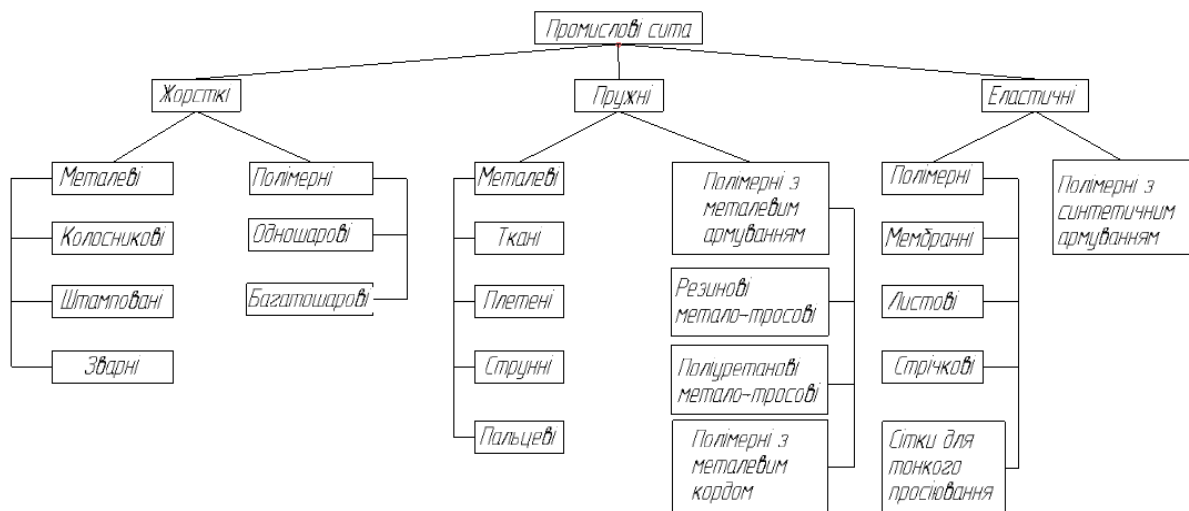 Промислові сита
Жорсткі
Пружні
Еластичні
Металеві
Колосникові
Штамповані
Зварні
Полімерні
Одношарові
Багатошарові
Металеві
Ткані
Плетені
Струнні
Пальцеві
Полімерні з
металевим
армуванням
Резинові
метало-тросові
Поліуретанові
метало-тросові
Полімерні з
металевим
кордом
Полімерні
Мембранні
Листові
Стрічкові
Сітки для
тонкого
просіювання
Полімерні з
синтетичним
армуванням